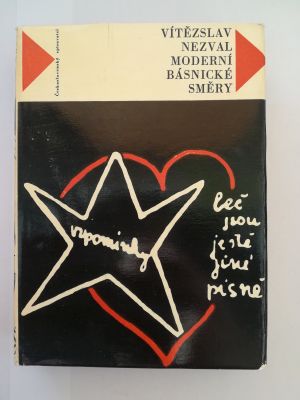 VÍTĚZSLAV
NEZVAL
MODERNÍ
BÁSNICKÉ
SMĚRY
Československý spisovatel
vzpomínky
leč
jsou
ještě
jiné
písně